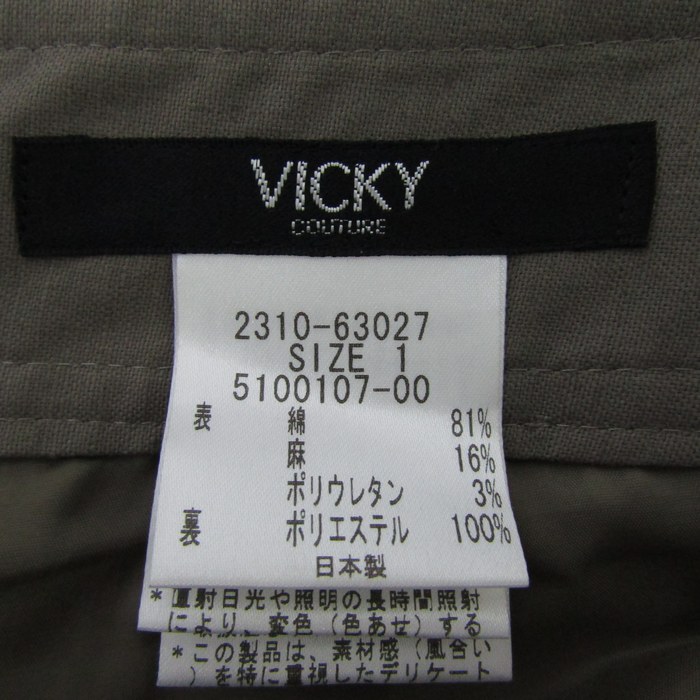 VICKY
COUTURE
2310-63027
SIZE 1
5100107-00
表 綿 81%
麻 16%
ポリウレタン 3%
裏 ポリエステル 100%
日本製
*直射日光や照明の長時間照射
により、変色(色あせ)する
*この製品は、素材感(風合い
)を特に重視したデリケート